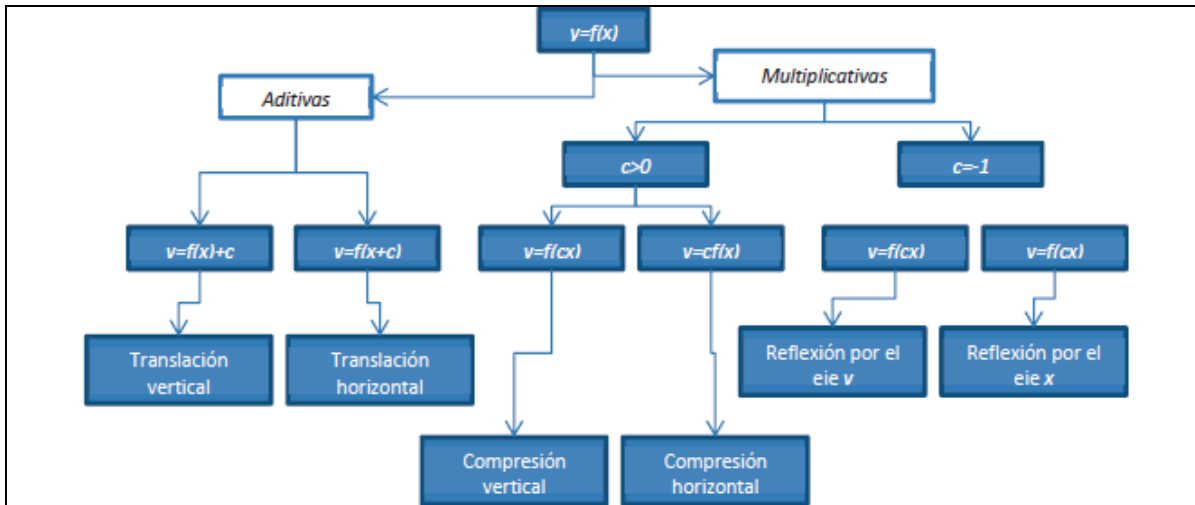 y=f(x)
Multiplicativas
Aditivas
c>0
c=-1
v=f(x)+c
v=f(x+c)
v=f(cx)
v=cf(x)
v=f(cx)
v=f(cx)
Translación
vertical
Translación
horizontal
Reflexión por el
eie v
Reflexión por el
eie x
Compresión
vertical
Compresión
horizontal